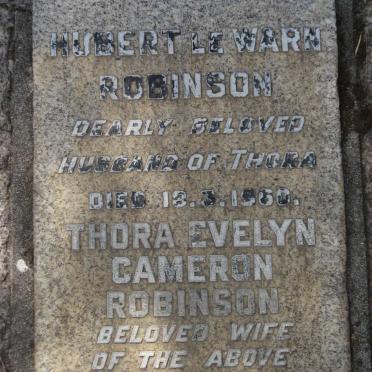 HUBERT LE WARN
ROBINSON
DEARLY BELOVED
HUSBAND OF THORA
DIED 18.3.1960.
THORA EVELYN
CAMERON
ROBINSON
BELOVED WIFE
OF THE ABOVE